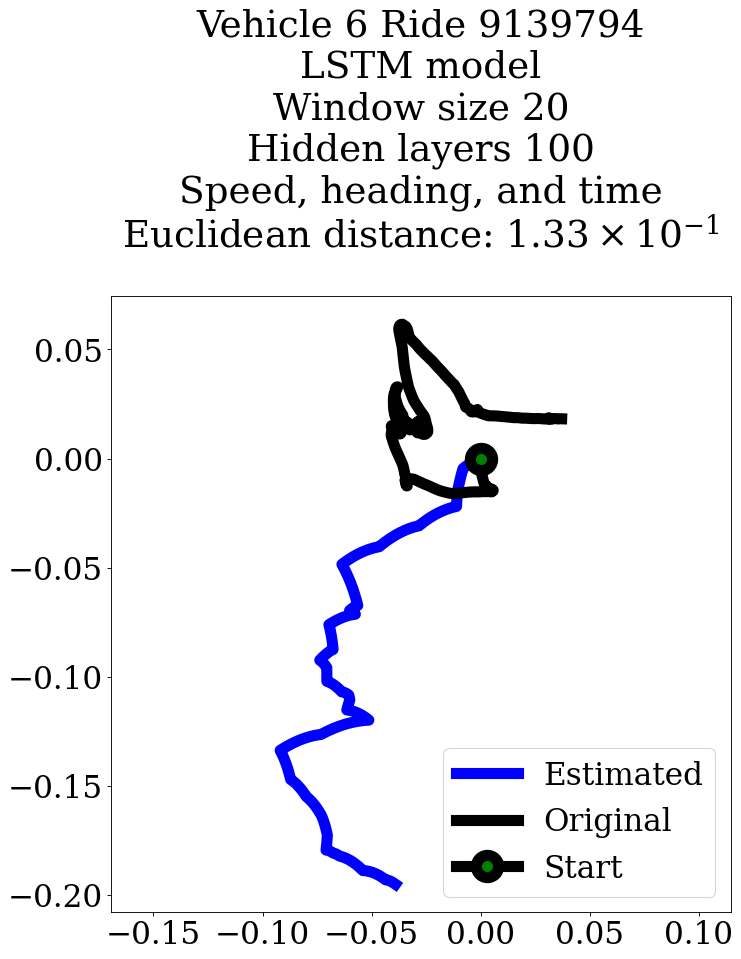 Vehicle 6 Ride 9139794
LSTM model
Window size 20
Hidden layers 100
Speed, heading, and time
Euclidean distance: 1.33 × 10⁻¹
0.05
0.00
−0.05
−0.10
−0.15
−0.20
Estimated
Original
Start
−0.15 −0.10 −0.05 0.00 0.05 0.10